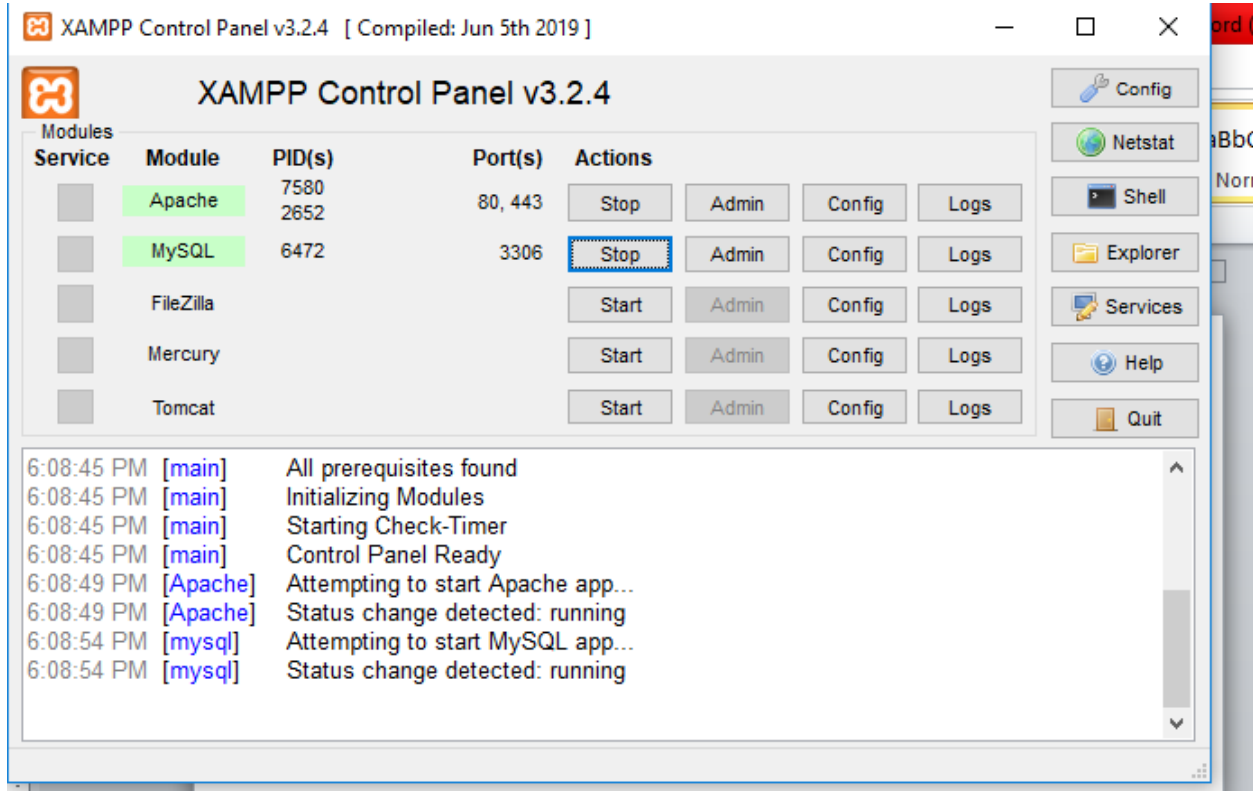 XAMPP Control Panel v3.2.4 [ Compiled: Jun 5th 2019 ]
XAMPP Control Panel v3.2.4
Config
Modules
Netstat
Service Module PID(s) Port(s) Actions
Apache 7580 2652 80, 443 Stop Admin Config Logs
Shell
MySQL 6472 3306 Stop Admin Config Logs
Explorer
FileZilla Start Admin Config Logs
Services
Mercury Start Admin Config Logs
Help
Tomcat Start Admin Config Logs
Quit
6:08:45 PM [main] All prerequisites found
6:08:45 PM [main] Initializing Modules
6:08:45 PM [main] Starting Check-Timer
6:08:45 PM [main] Control Panel Ready
6:08:49 PM [Apache] Attempting to start Apache app...
6:08:49 PM [Apache] Status change detected: running
6:08:54 PM [mysql] Attempting to start MySQL app...
6:08:54 PM [mysql] Status change detected: running